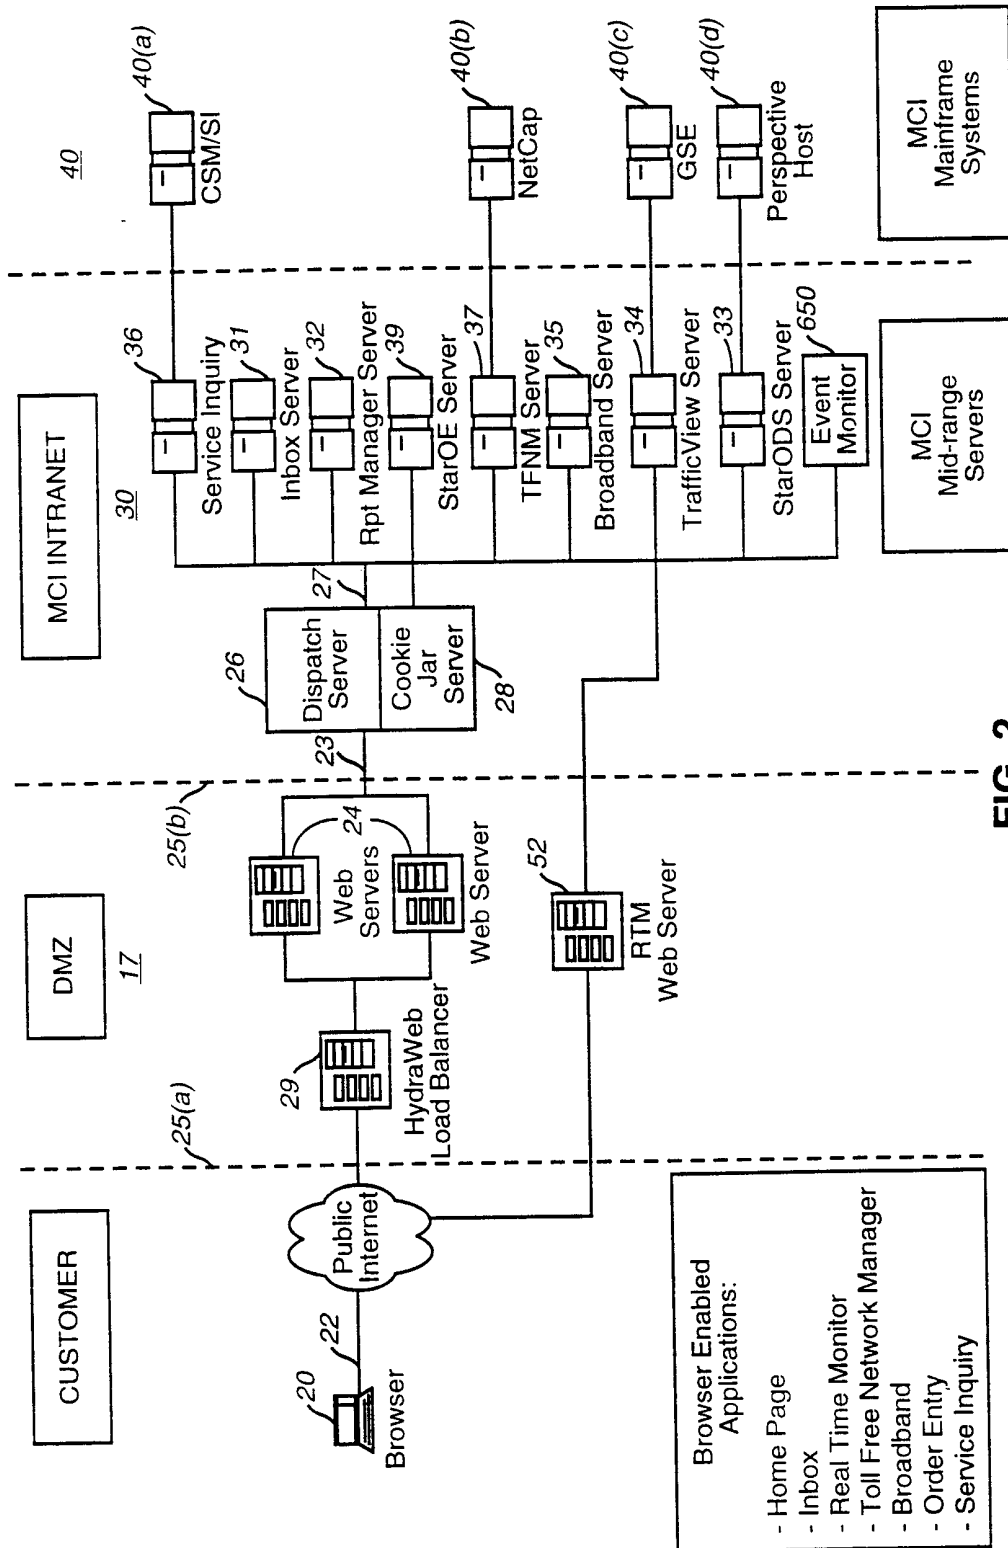 CUSTOMER
DMZ
17
MCI INTRANET
30
40
25(a)
25(b)
20
Browser
22
Public
Internet
29
HydraWeb
Load Balancer
24
Web
Servers
Web Server
52
RTM
Web Server
23
26
Dispatch
Server
Cookie
Jar
Server
28
27
36
Service Inquiry
31
Inbox Server
32
Rpt Manager Server
39
StarOE Server
37
TFNM Server
35
Broadband Server
34
TrafficView Server
33
StarODS Server
650
Event
Monitor
40(a)
CSM/SI
40(b)
NetCap
40(c)
GSE
40(d)
Perspective
Host
Browser Enabled
Applications:
- Home Page
- Inbox
- Real Time Monitor
- Toll Free Network Manager
- Broadband
- Order Entry
- Service Inquiry
MCI
Mid-range
Servers
MCI
Mainframe
Systems